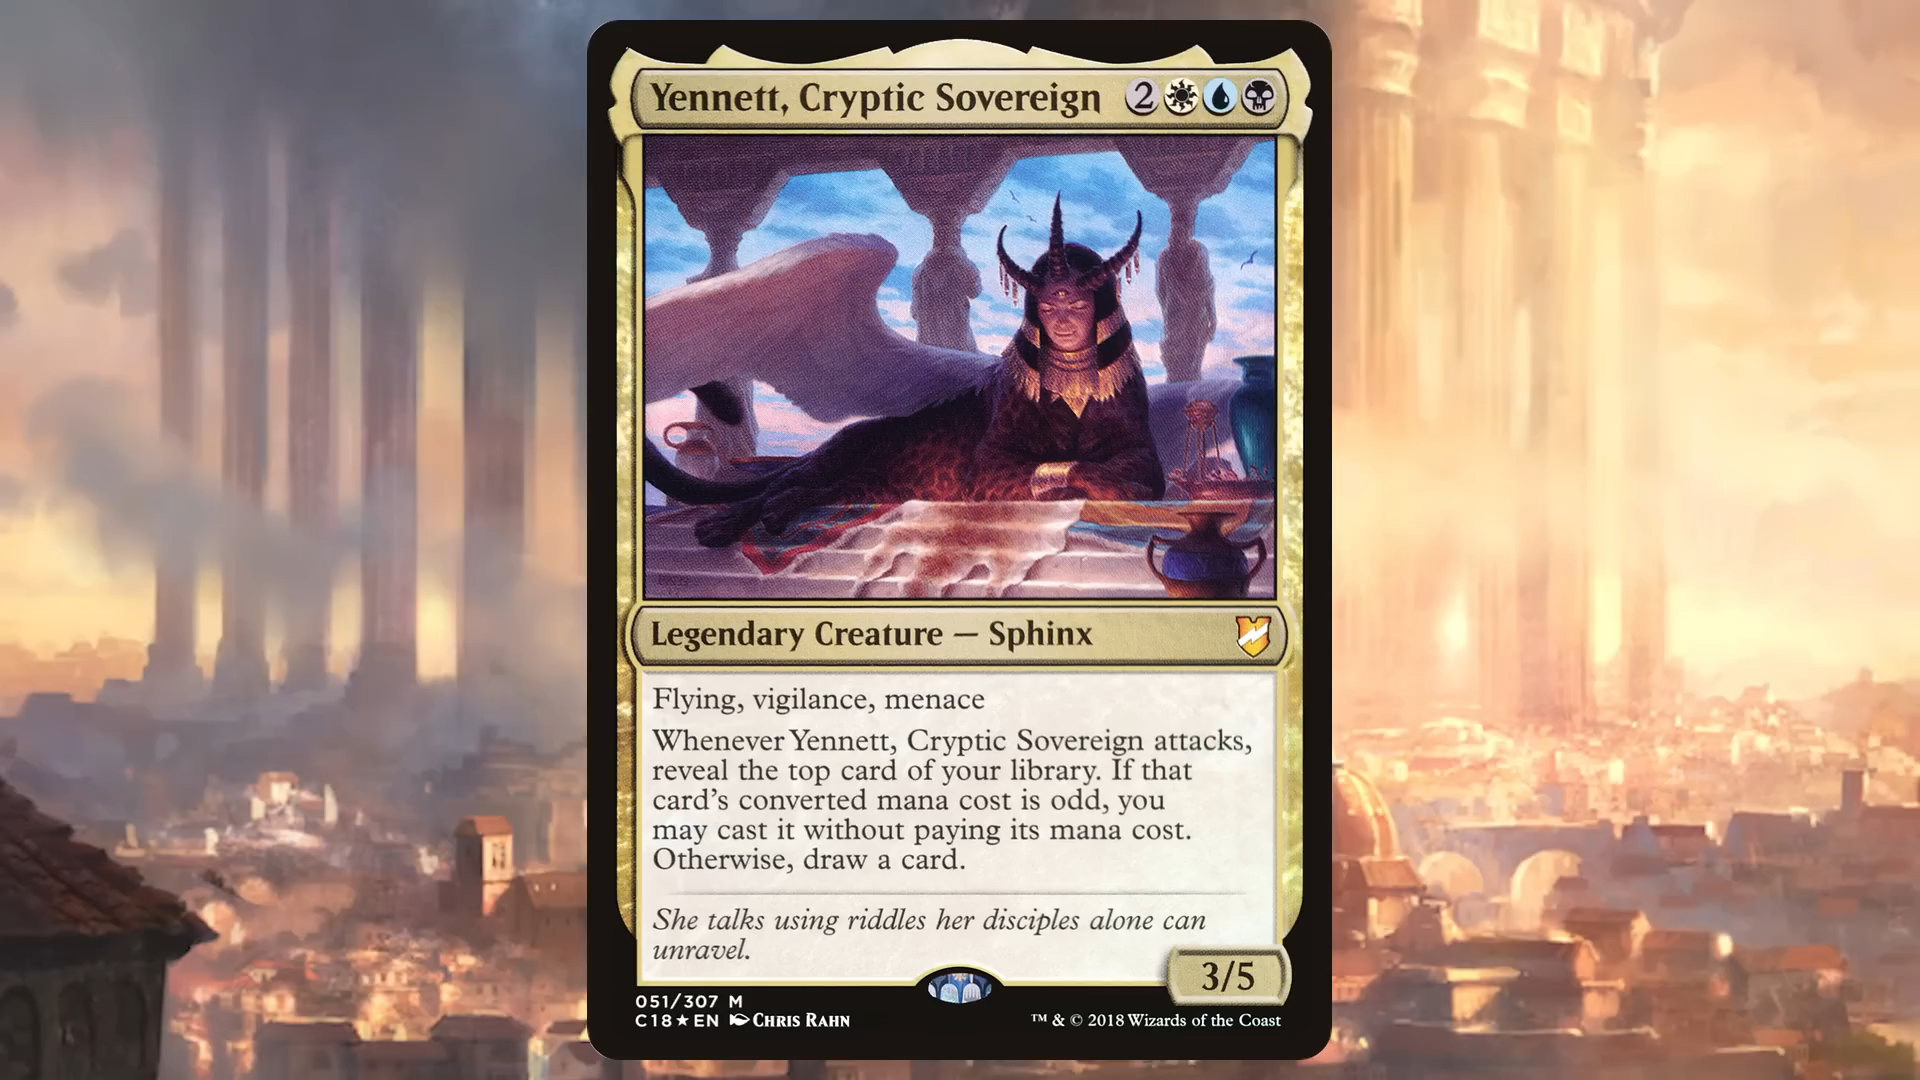 Yennett, Cryptic Sovereign 2
Legendary Creature — Sphinx
Flying, vigilance, menace
Whenever Yennett, Cryptic Sovereign attacks,
reveal the top card of your library. If that
card's converted mana cost is odd, you
may cast it without paying its mana cost.
Otherwise, draw a card.
She talks using riddles her disciples alone can
unravel.
3/5
051/307 M
C18★EN Chris Rahn
™ & © 2018 Wizards of the Coast